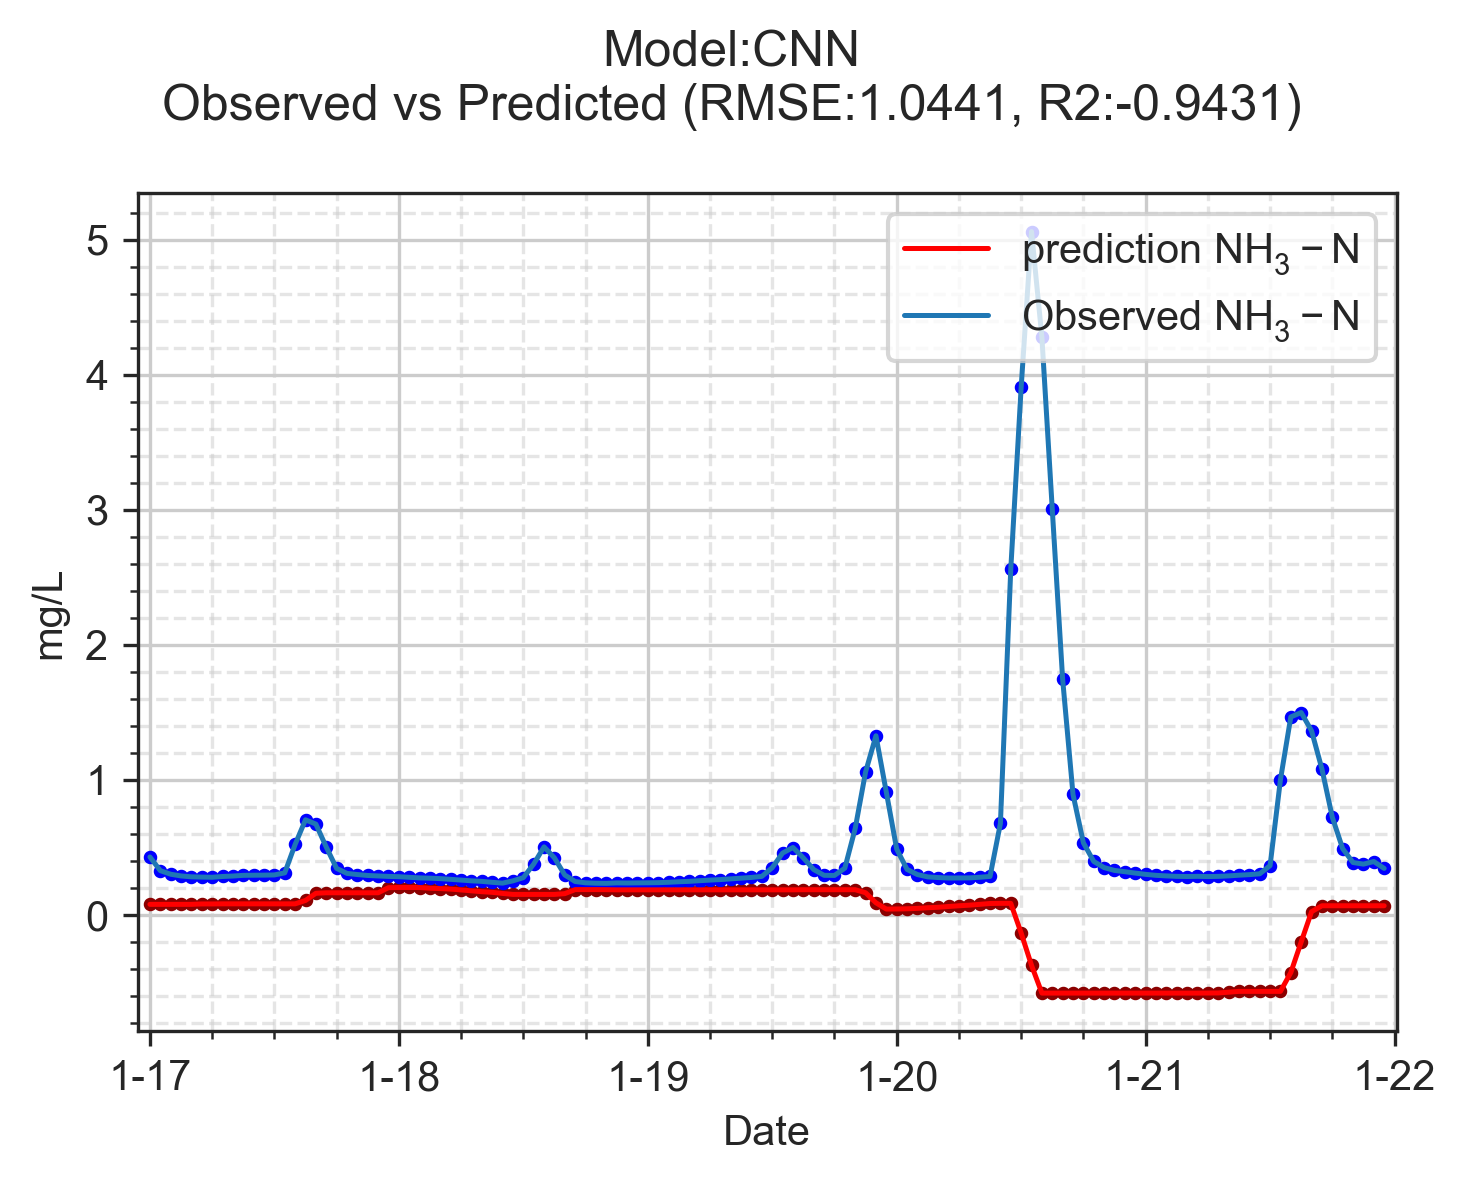 Model:CNN
Observed vs Predicted (RMSE:1.0441, R2:-0.9431)
prediction NH₃ − N
Observed NH₃ − N
5
4
3
2
1
0
mg/L
1-17 1-18 1-19 1-20 1-21 1-22
Date